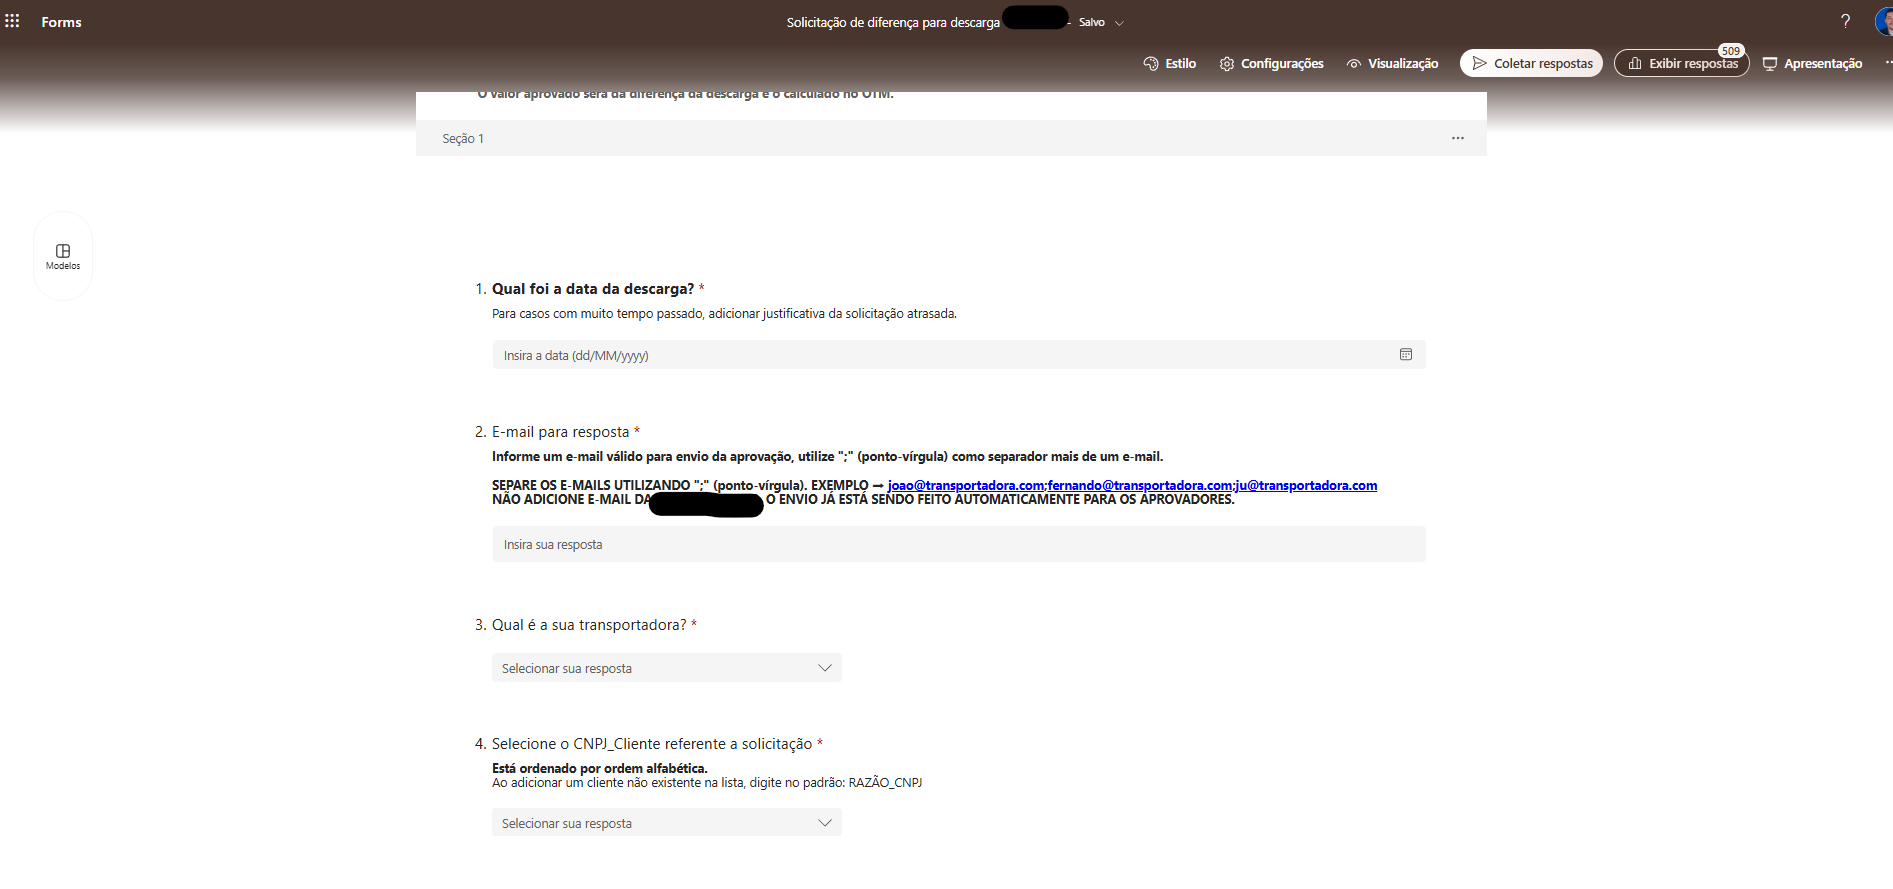 Forms
Solicitação de diferença para descarga
- Salvo
?
Estilo
Configurações
Visualização
Coletar respostas
Exibir respostas
509
Apresentação
O valor aprovado será da diferença da descarga e o calculado no OTM.
Seção 1
Modelos
1. Qual foi a data da descarga? *
Para casos com muito tempo passado, adicionar justificativa da solicitação atrasada.
Insira a data (dd/MM/yyyy)
2. E-mail para resposta *
Informe um e-mail válido para envio da aprovação, utilize ";" (ponto-vírgula) como separador mais de um e-mail.
SEPARE OS E-MAILS UTILIZANDO ";" (ponto-vírgula). EXEMPLO → joao@transportadora.com;fernando@transportadora.com;ju@transportadora.com
NÃO ADICIONE E-MAIL DA O ENVIO JÁ ESTÁ SENDO FEITO AUTOMATICAMENTE PARA OS APROVADORES.
Insira sua resposta
3. Qual é a sua transportadora? *
Selecionar sua resposta
4. Selecione o CNPJ_Cliente referente a solicitação *
Está ordenado por ordem alfabética.
Ao adicionar um cliente não existente na lista, digite no padrão: RAZÃO_CNPJ
Selecionar sua resposta